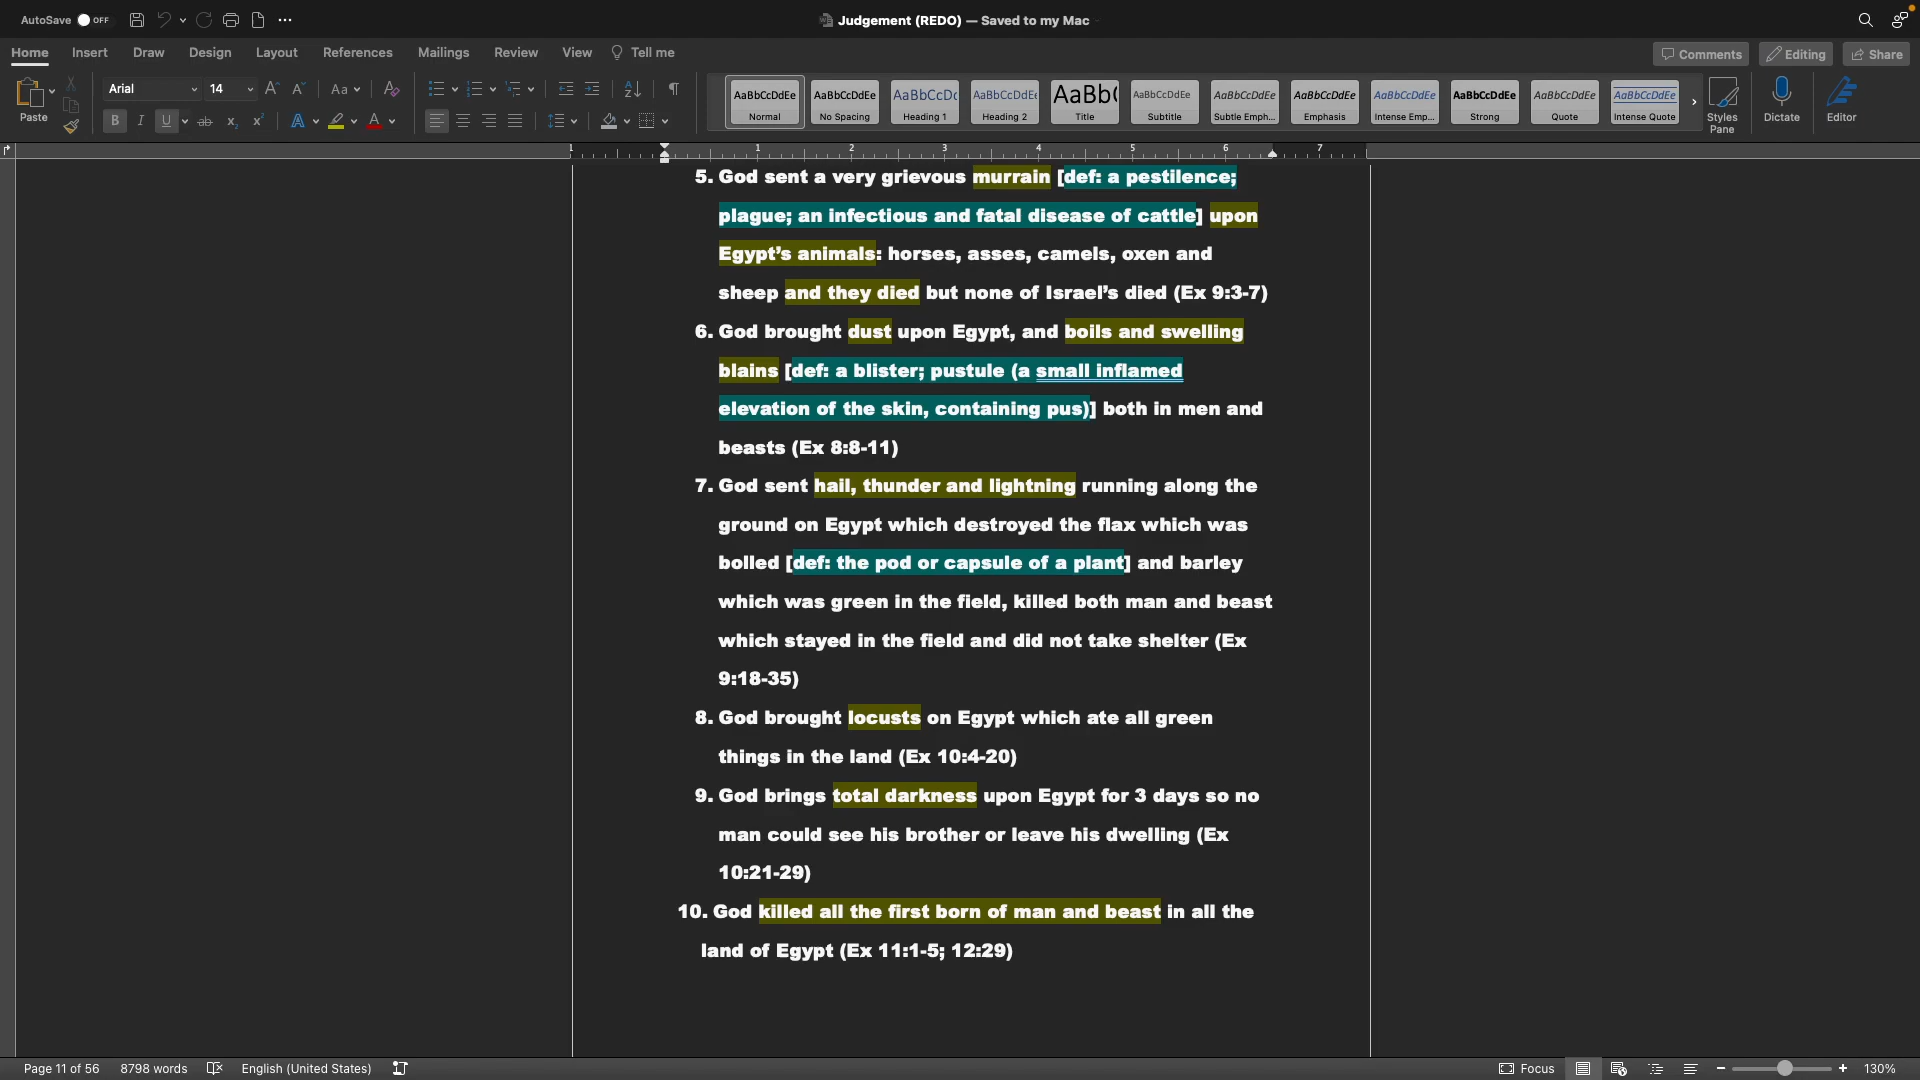 AutoSave OFF
Judgement (REDO) — Saved to my Mac
Home Insert Draw Design Layout References Mailings Review View Tell me
Comments Editing Share
Paste
Arial 14
Aa
AaBbCcDdEe AaBbCcDdEe AaBbCcDc AaBbCcDdEe AaBb( AaBbCcDdEe AaBbCcDdEe AaBbCcDdEe AaBbCcDdEe AaBbCcDdEe AaBbCcDdEe AaBbCcDdEe
Normal No Spacing Heading 1 Heading 2 Title Subtitle Subtle Emph... Emphasis Intense Emp... Strong Quote Intense Quote
Styles Pane
Dictate
Editor
1 1 2 3 4 5 6 7
5. God sent a very grievous murrain [def: a pestilence;
plague; an infectious and fatal disease of cattle] upon
Egypt’s animals: horses, asses, camels, oxen and
sheep and they died but none of Israel’s died (Ex 9:3-7)
6. God brought dust upon Egypt, and boils and swelling
blains [def: a blister; pustule (a small inflamed
elevation of the skin, containing pus)] both in men and
beasts (Ex 8:8-11)
7. God sent hail, thunder and lightning running along the
ground on Egypt which destroyed the flax which was
bolled [def: the pod or capsule of a plant] and barley
which was green in the field, killed both man and beast
which stayed in the field and did not take shelter (Ex
9:18-35)
8. God brought locusts on Egypt which ate all green
things in the land (Ex 10:4-20)
9. God brings total darkness upon Egypt for 3 days so no
man could see his brother or leave his dwelling (Ex
10:21-29)
10. God killed all the first born of man and beast in all the
land of Egypt (Ex 11:1-5; 12:29)
Page 11 of 56 8798 words English (United States) Focus 130%